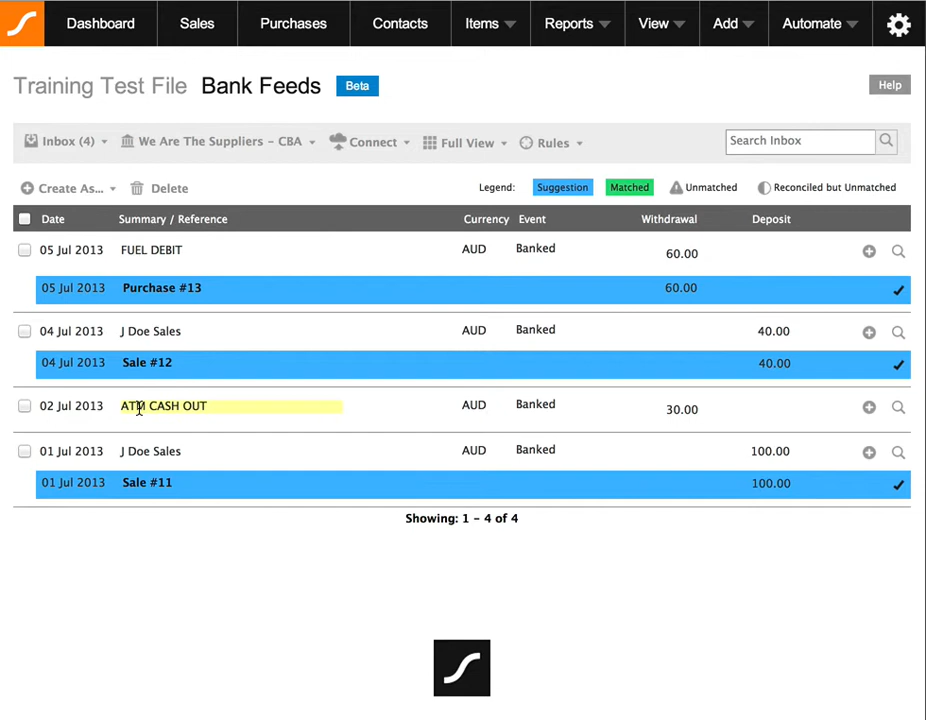 Dashboard Sales Purchases Contacts Items Reports View Add Automate
Training Test File Bank Feeds Beta Help
Inbox (4) We Are The Suppliers - CBA Connect Full View Rules Search Inbox
Create As... Delete Legend: Suggestion Matched Unmatched Reconciled but Unmatched
Date Summary / Reference Currency Event Withdrawal Deposit
05 Jul 2013 FUEL DEBIT AUD Banked 60.00
05 Jul 2013 Purchase #13 60.00
04 Jul 2013 J Doe Sales AUD Banked 40.00
04 Jul 2013 Sale #12 40.00
02 Jul 2013 ATM CASH OUT AUD Banked 30.00
01 Jul 2013 J Doe Sales AUD Banked 100.00
01 Jul 2013 Sale #11 100.00
Showing: 1 - 4 of 4